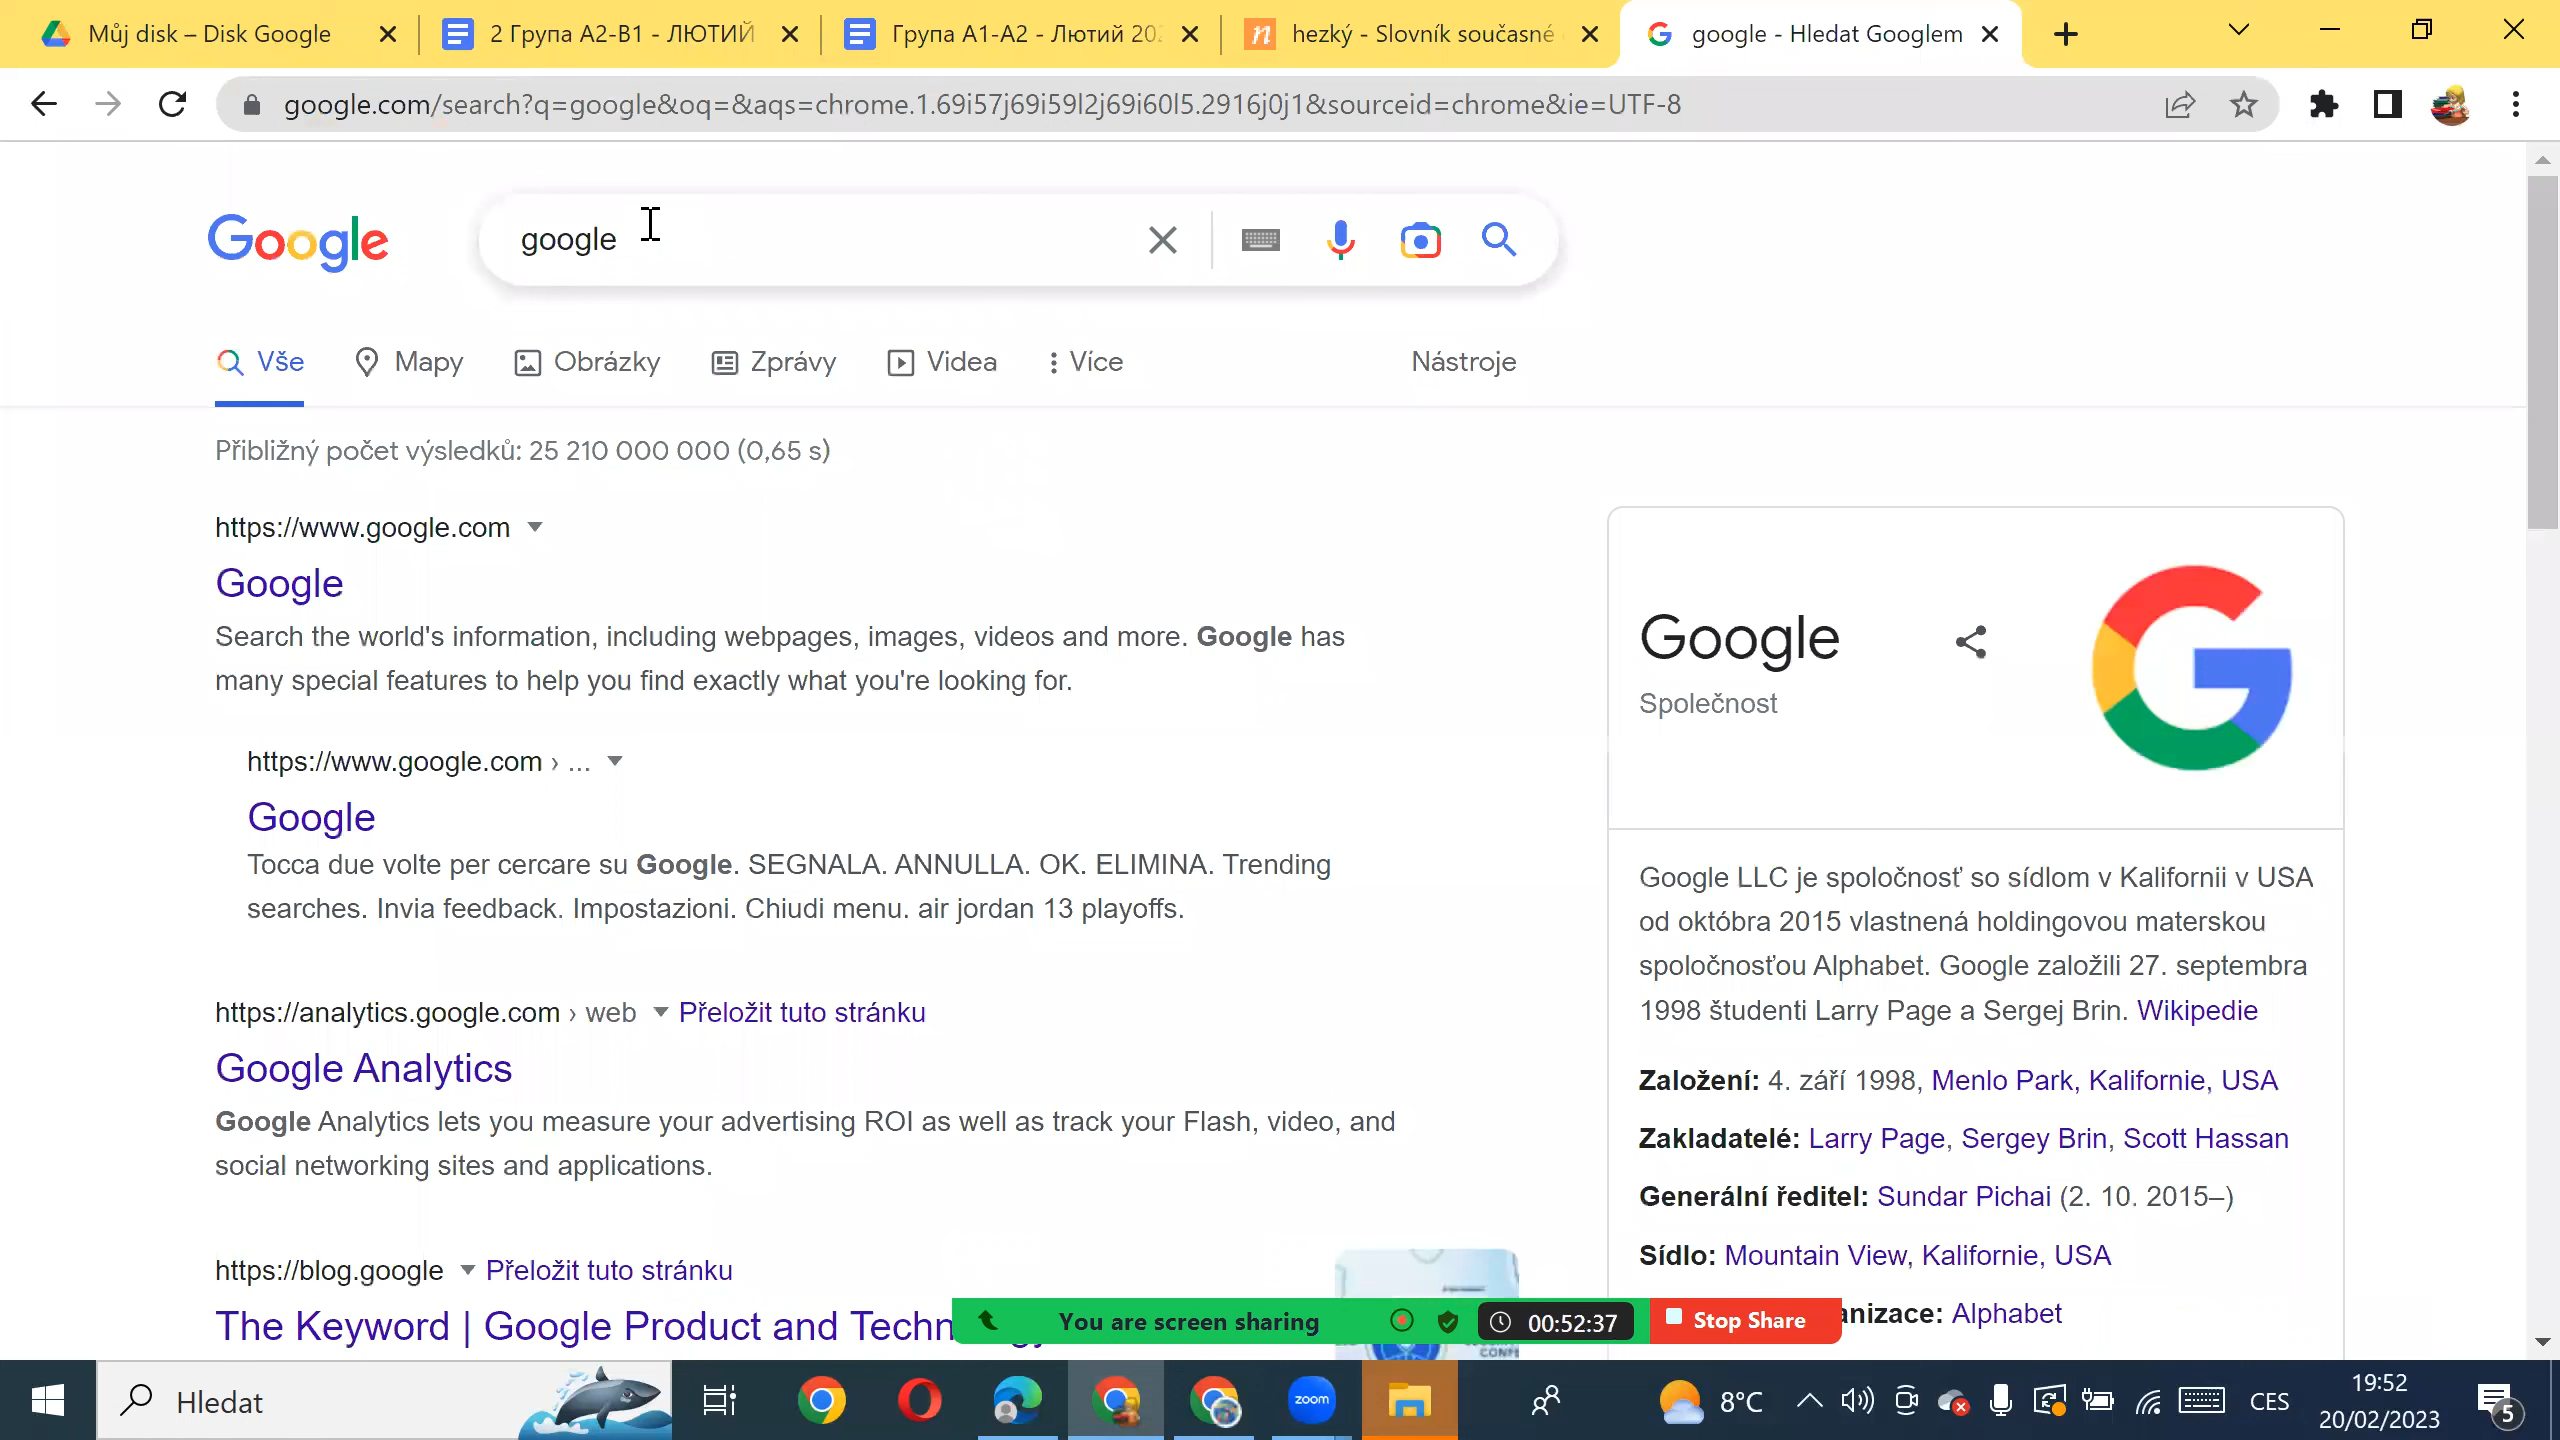 Můj disk – Disk Google
2 Група А2-В1 - ЛЮТИЙ
Група А1-А2 - Лютий 202
hezký - Slovník současné
google - Hledat Googlem
google.com/search?q=google&oq=&aqs=chrome.1.69i57j69i59l2j69i60l5.2916j0j1&sourceid=chrome&ie=UTF-8
Google
google
Vše
Mapy
Obrázky
Zprávy
Videa
Více
Nástroje
Přibližný počet výsledků: 25 210 000 000 (0,65 s)
https://www.google.com
Google
Search the world's information, including webpages, images, videos and more. Google has
many special features to help you find exactly what you're looking for.
https://www.google.com › ...
Google
Tocca due volte per cercare su Google. SEGNALA. ANNULLA. OK. ELIMINA. Trending
searches. Invia feedback. Impostazioni. Chiudi menu. air jordan 13 playoffs.
https://analytics.google.com › web Přeložit tuto stránku
Google Analytics
Google Analytics lets you measure your advertising ROI as well as track your Flash, video, and
social networking sites and applications.
https://blog.google Přeložit tuto stránku
The Keyword | Google Product and Techn
Google
Společnost
Google LLC je spoločnosť so sídlom v Kalifornii v USA
od októbra 2015 vlastnená holdingovou materskou
spoločnosťou Alphabet. Google založili 27. septembra
1998 študenti Larry Page a Sergej Brin. Wikipedie
Založení: 4. září 1998, Menlo Park, Kalifornie, USA
Zakladatelé: Larry Page, Sergey Brin, Scott Hassan
Generální ředitel: Sundar Pichai (2. 10. 2015–)
Sídlo: Mountain View, Kalifornie, USA
anizace: Alphabet
You are screen sharing
00:52:37
Stop Share
Hledat
zoom
8°C
CES
19:52
20/02/2023
5